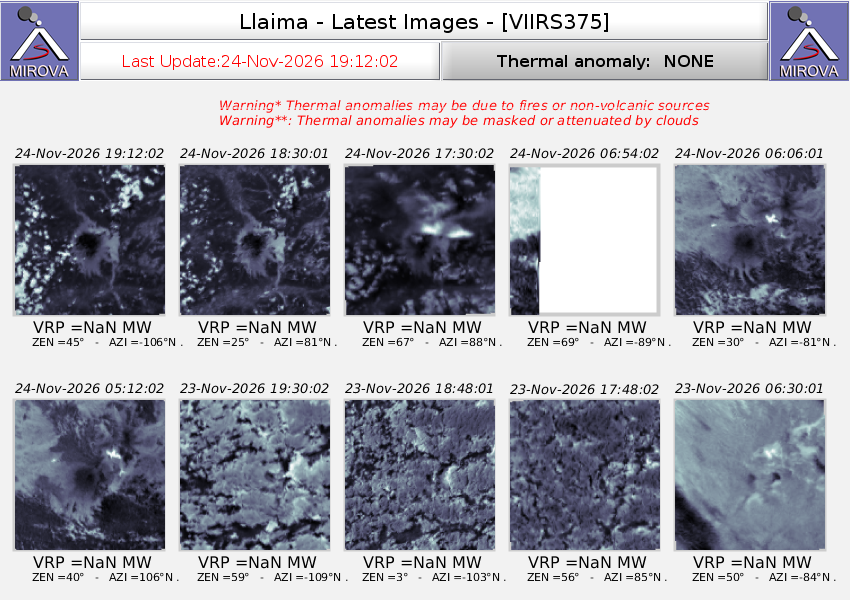 Llaima - Latest Images - [VIIRS375]
MIROVA
Last Update:24-Nov-2026 19:12:02
Thermal anomaly: NONE
MIROVA
Warning* Thermal anomalies may be due to fires or non-volcanic sources
Warning**: Thermal anomalies may be masked or attenuated by clouds
24-Nov-2026 19:12:02 24-Nov-2026 18:30:01 24-Nov-2026 17:30:02 24-Nov-2026 06:54:02 24-Nov-2026 06:06:01
VRP =NaN MW VRP =NaN MW VRP =NaN MW VRP =NaN MW VRP =NaN MW
ZEN =45° - AZI =-106°N . ZEN =25° - AZI =81°N . ZEN =67° - AZI =88°N . ZEN =69° - AZI =-89°N . ZEN =30° - AZI =-81°N .
24-Nov-2026 05:12:02 23-Nov-2026 19:30:02 23-Nov-2026 18:48:01 23-Nov-2026 17:48:02 23-Nov-2026 06:30:01
VRP =NaN MW VRP =NaN MW VRP =NaN MW VRP =NaN MW VRP =NaN MW
ZEN =40° - AZI =106°N . ZEN =59° - AZI =-109°N . ZEN =3° - AZI =-103°N . ZEN =56° - AZI =85°N . ZEN =50° - AZI =-84°N .